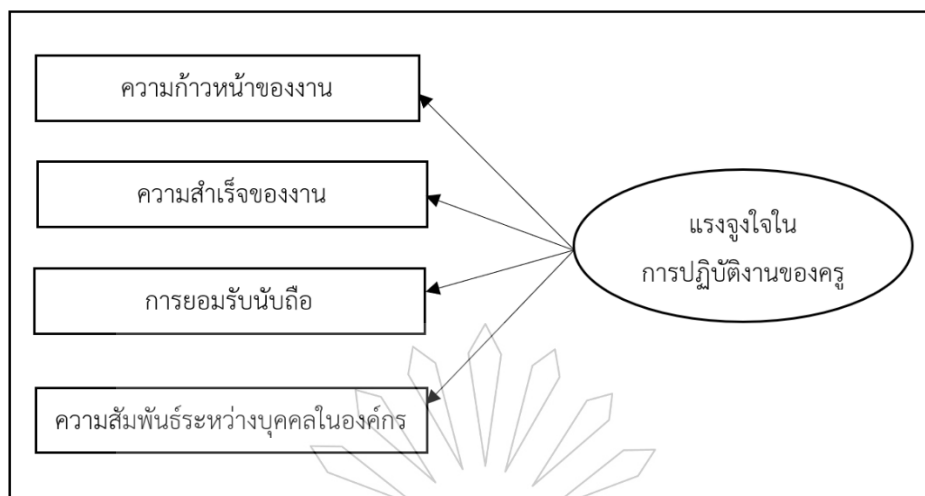 ความก้าวหน้าของงาน
ความสำเร็จของงาน
แรงจูงใจใน
การปฏิบัติงานของครู
การยอมรับนับถือ
ความสัมพันธ์ระหว่างบุคคลในองค์กร